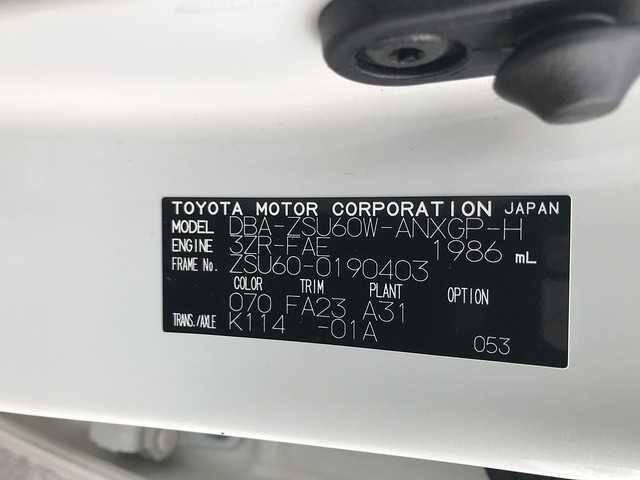 TOYOTA MOTOR CORPORATION JAPAN
MODEL DBA-ZSU60W-ANXGP-H
ENGINE 3ZR-FAE 1986 mL
FRAME No. ZSU60-0190403
COLOR TRIM PLANT OPTION
070 FA23 A31
TRANS./AXLE K114 -01A
053